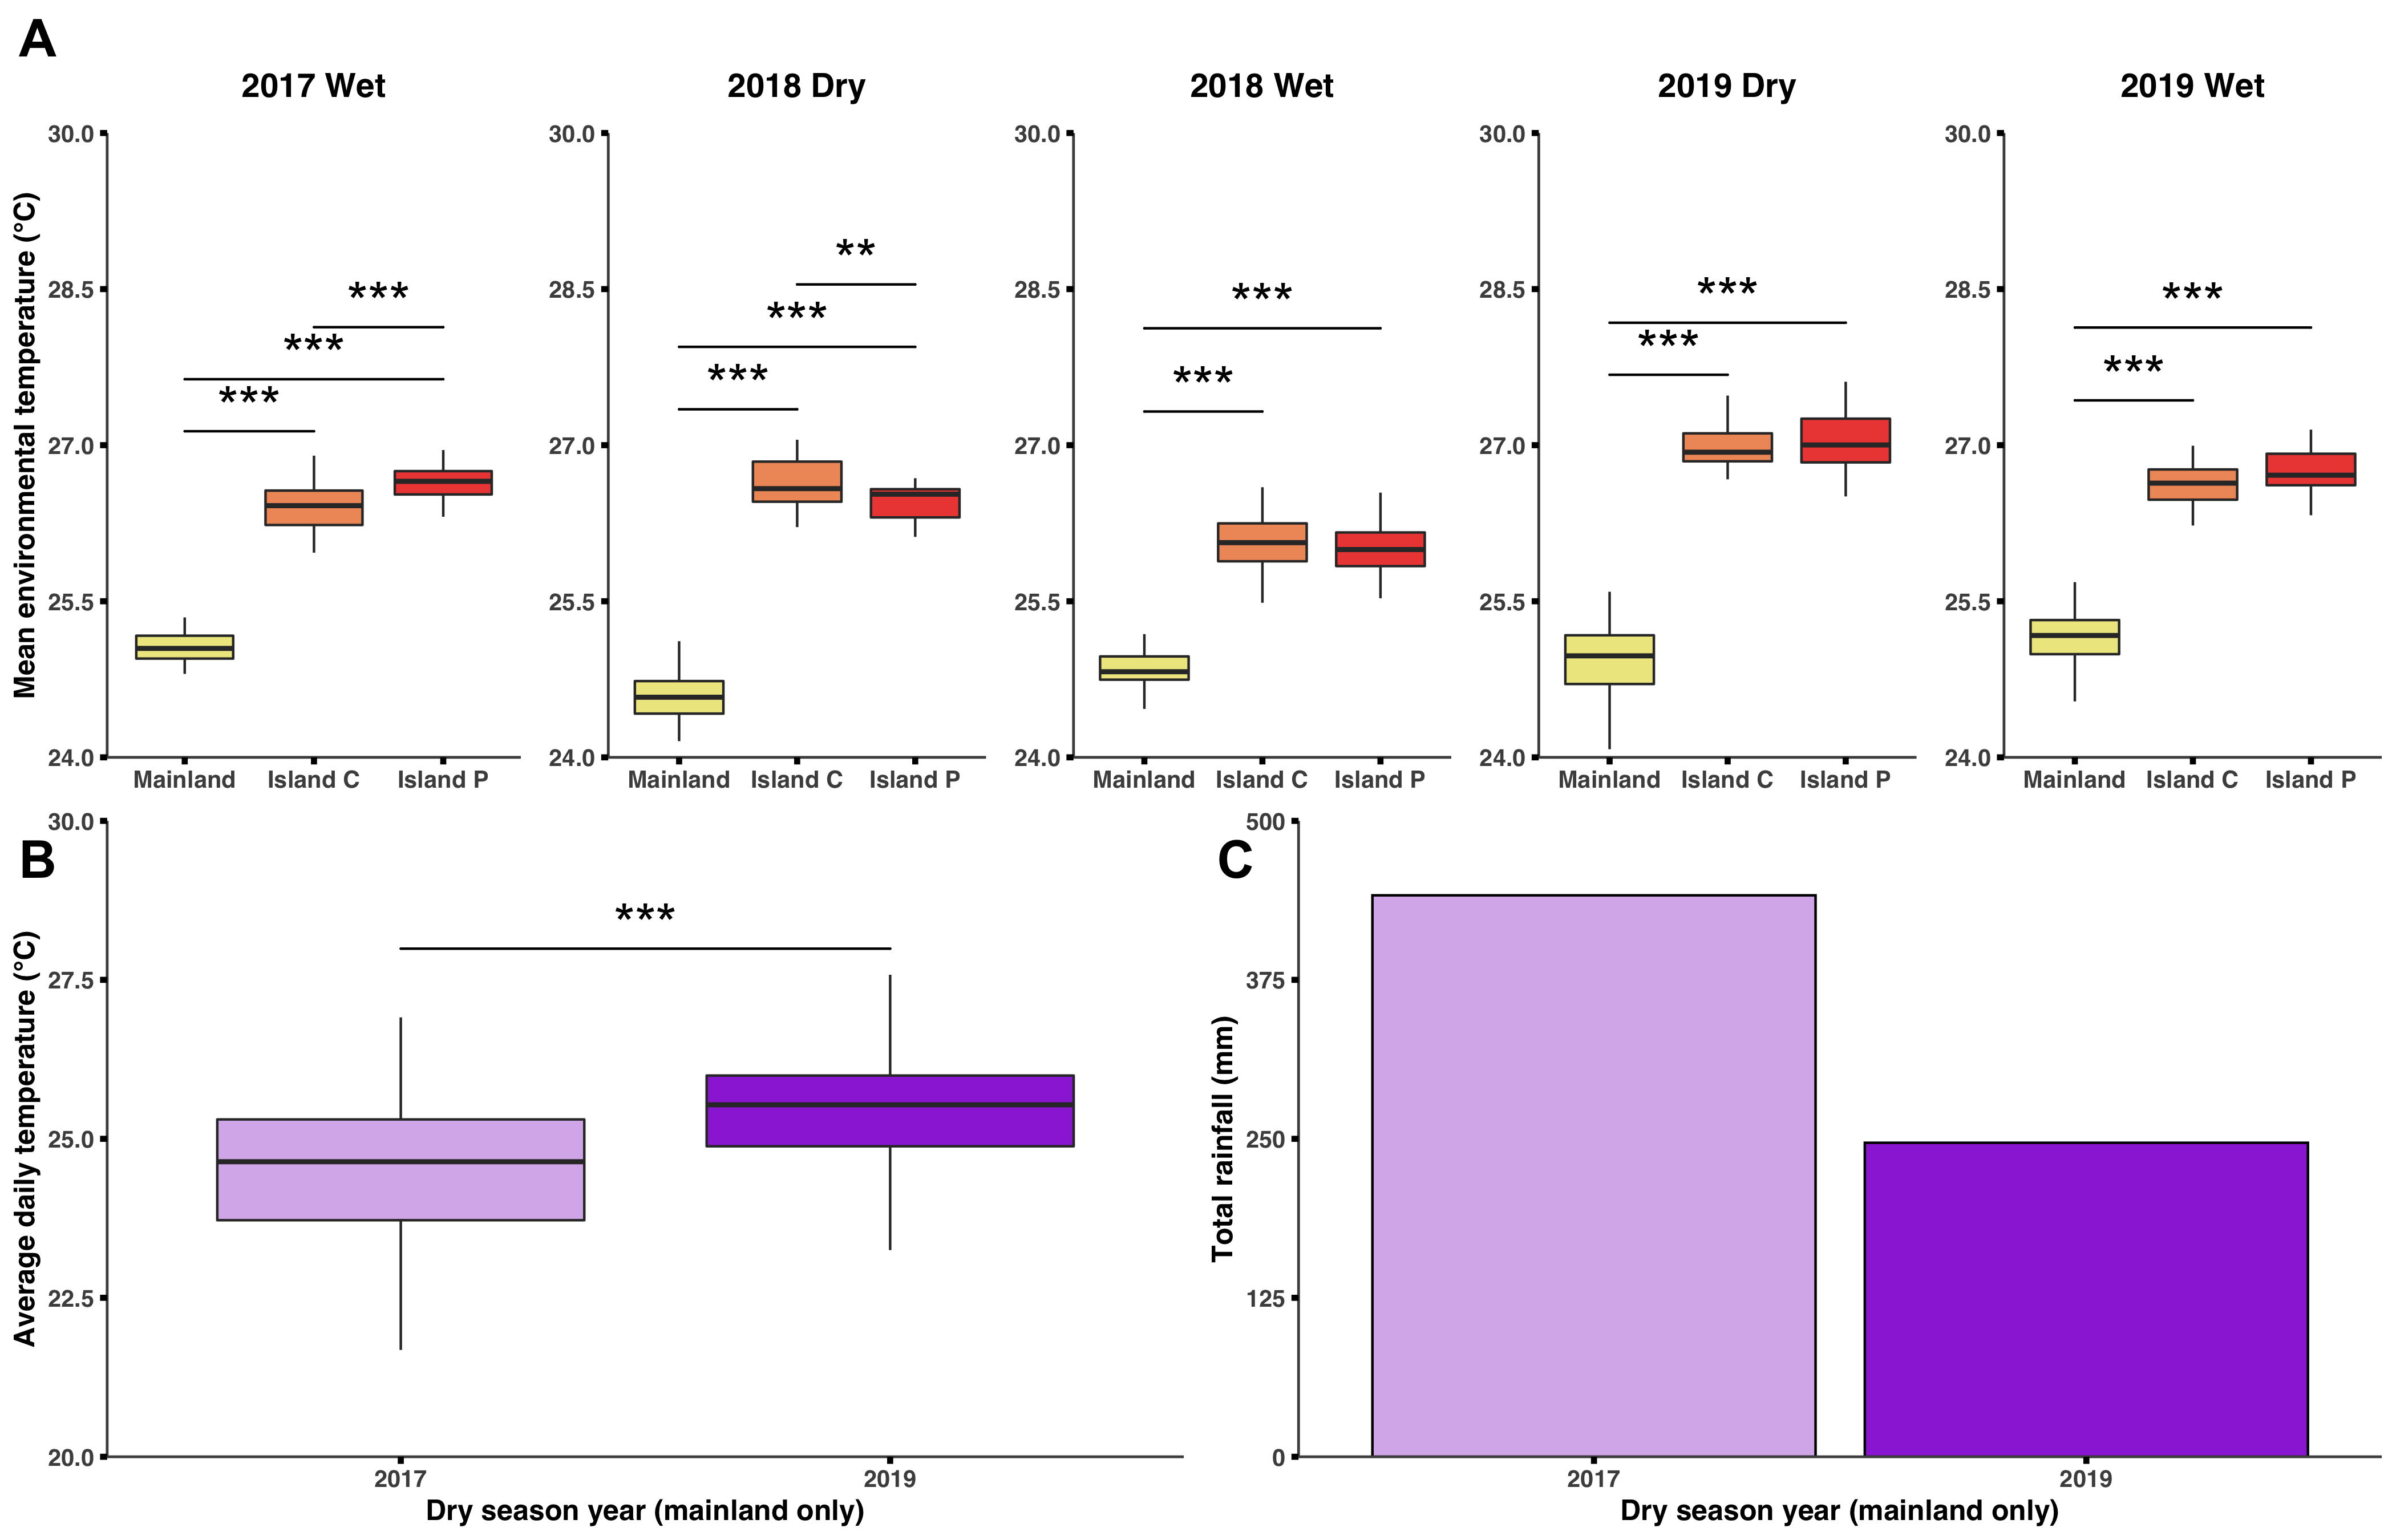 A
2017 Wet 2018 Dry 2018 Wet 2019 Dry 2019 Wet
Mean environmental temperature (°C)
30.0 30.0 30.0 30.0 30.0
**
*** *** *** ***
28.5 28.5 28.5 28.5 28.5
*** *** ***
*** *** *** ***
27.0 27.0 27.0 27.0 27.0
25.5 25.5 25.5 25.5 25.5
24.0 24.0 24.0 24.0 24.0
Mainland Island C Island P Mainland Island C Island P Mainland Island C Island P Mainland Island C Island P Mainland Island C Island P
B
Average daily temperature (°C)
30.0
***
27.5
25.0
22.5
20.0
2017 2019
Dry season year (mainland only)
C
Total rainfall (mm)
500
375
250
125
0
2017 2019
Dry season year (mainland only)